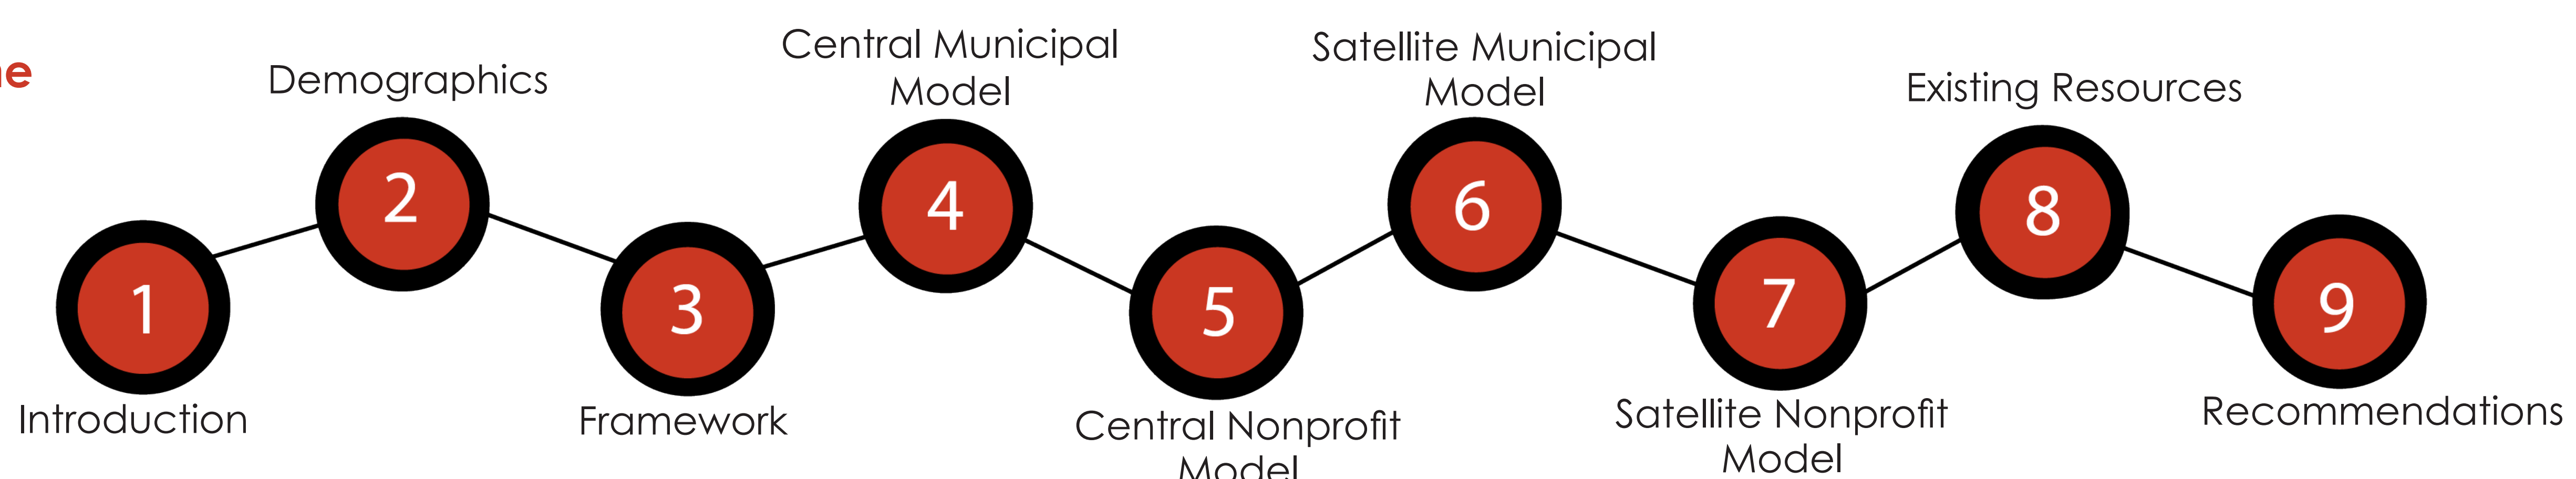 Introduction
1
Demographics
2
3
Framework
Central Municipal
Model
4
5
Central Nonprofit
Model
Satellite Municipal
Model
6
7
Satellite Nonprofit
Model
Existing Resources
8
9
Recommendations